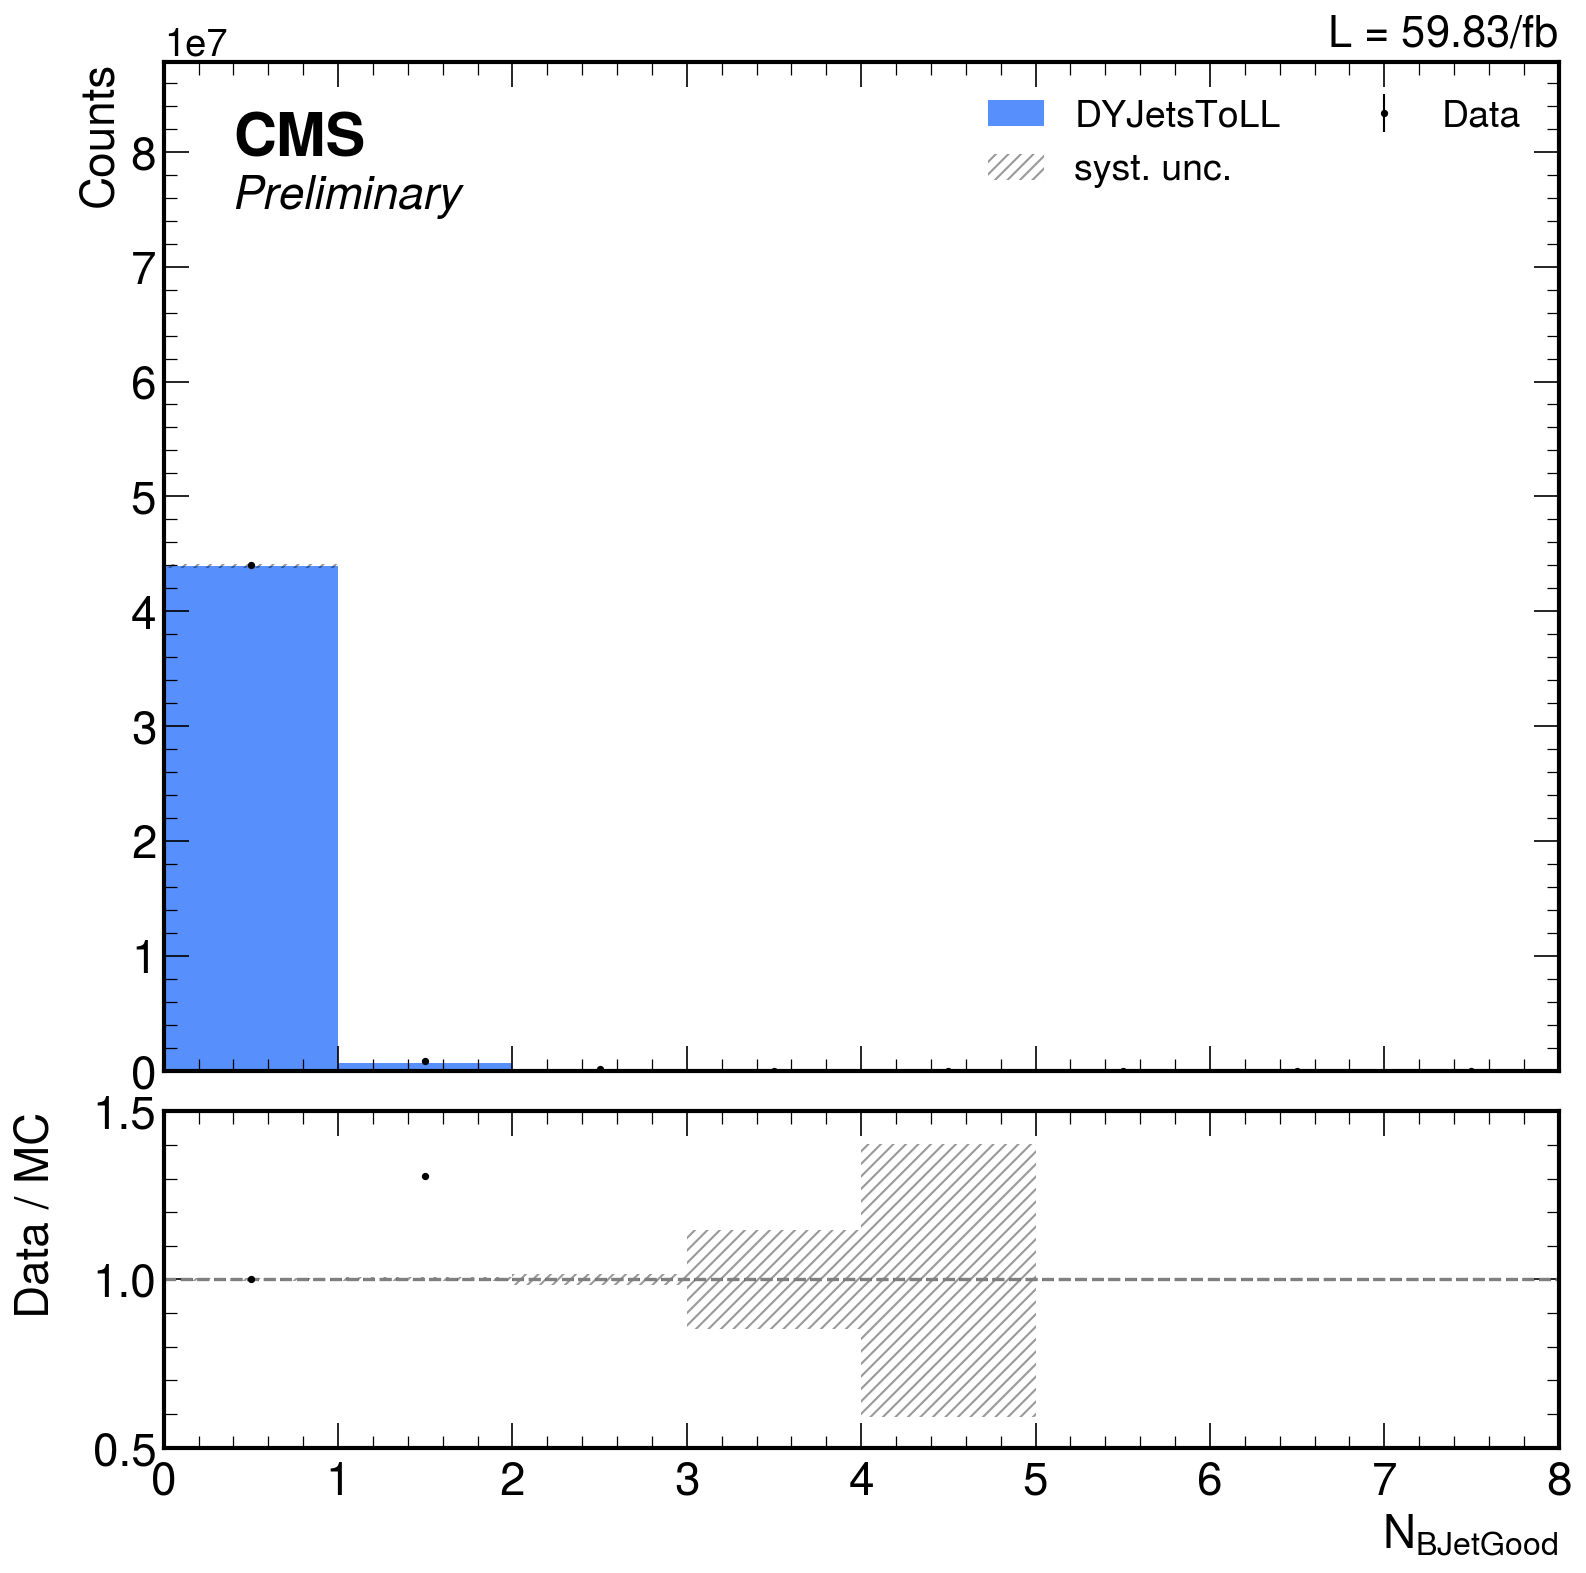 1e7
L = 59.83/fb
Counts
CMS
Preliminary
DYJetsToLL
Data
syst. unc.
8
7
6
5
4
3
2
1
0
Data / MC
1.5
1.0
0.5
0 1 2 3 4 5 6 7 8
N_BJetGood